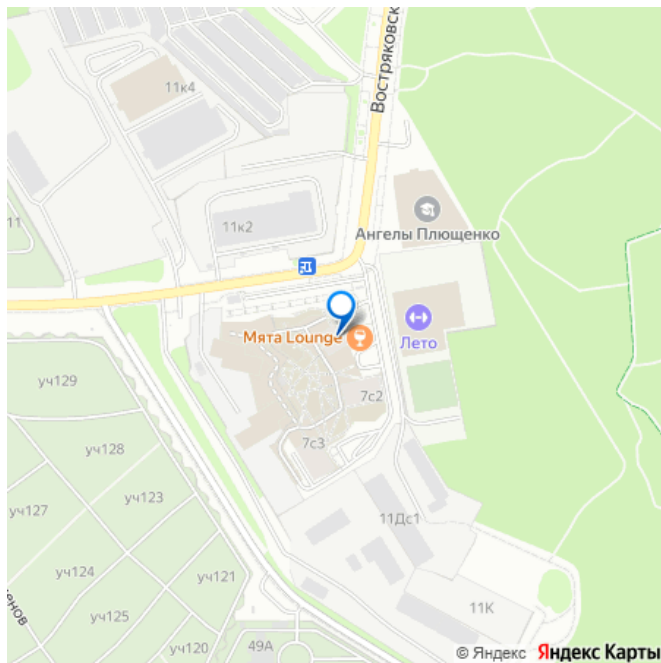 Востряковск
11к4
11
11к2
Ангелы Плющенко
Мята Lounge
Лето
7с2
уч129
7с3
уч128
уч123
уч127
11Дс1
уч124
уч121
енов
уч125
11К
уч120
49А
© Яндекс Яндекс Карты